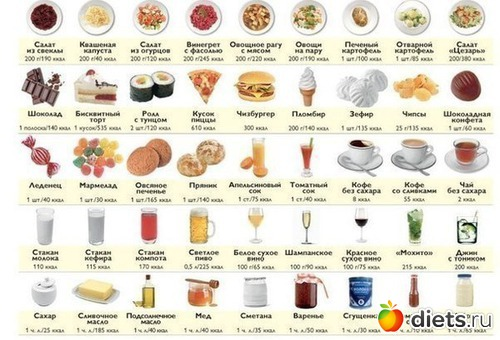 Салат из свеклы
200 г/190 ккал
Квашеная капуста
200 г/40 ккал
Салат из огурцов
200 г/120 ккал
Винегрет с фасолью
200 г/245 ккал
Овощное рагу с мясом
200 г/220 ккал
Овощи на пару
200 г/120 ккал
Печеный картофель
1 шт./100 ккал
Отварной картофель
1 шт./85 ккал
Салат «Цезарь»
200/380 ккал
Шоколад
1 полоска/140 ккал
Бисквитный торт
1 кусок/535 ккал
Ролл с тунцом
2 шт/120 ккал
Кусок пиццы
610 ккал
Чизбургер
300 ккал
Пломбир
200 г/140 ккал
Зефир
1 шт/135 ккал
Чипсы
25 г/135 ккал
Шоколадная конфета
1 шт/60 ккал
Леденец
1 шт/40 ккал
Мармелад
1 шт./30 ккал
Овсяное печенье
1 шт./65 ккал
Пряник
1 шт/140 ккал
Апельсиновый сок
1 ст/75 ккал
Томатный сок
1 ст/40 ккал
Кофе без сахара
8 ккал
Кофе со сливками
55 ккал
Чай без сахара
2 ккал
Стакан молока
110 ккал
Стакан кефира
115 ккал
Стакан компота
170 ккал
Светлое пиво
0,5 л/225 ккал
Белое сухое вино
100 г/65 ккал
Шампанское
100 г/90 ккал
Красное сухое вино
100 г/75 ккал
«Мохито»
215 ккал
Джин с тоником
200 ккал
Сахар
1 ч. л./25 ккал
Сливочное масло
1 ч. л./185 ккал
Подсолнечное масло
1 ч. л./40 ккал
Мед
1 ч. л./40 ккал
Сметана
1 ч. л./35 ккал
Варенье
1 ч. л./50 ккал
Сгущенк
1 ч. л./
diets.ru